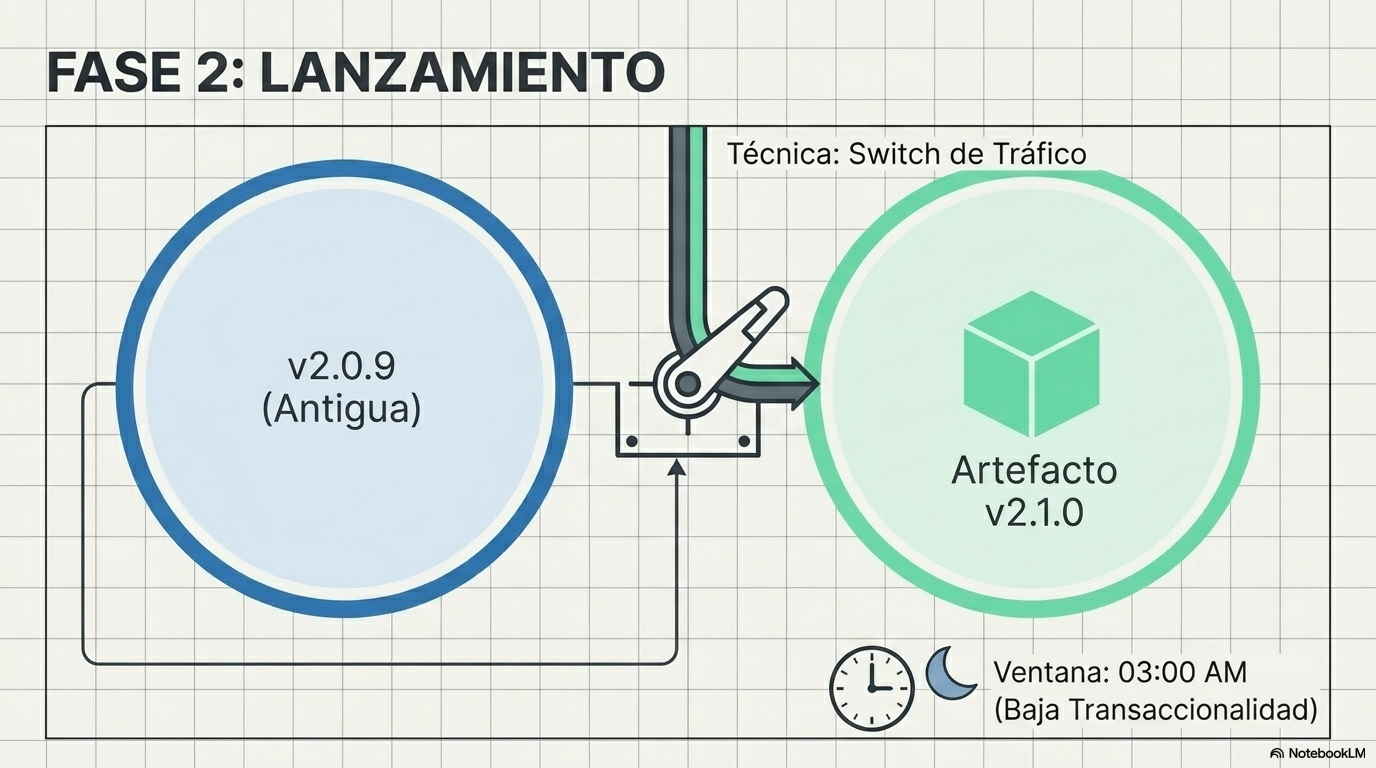 FASE 2: LANZAMIENTO
Técnica: Switch de Tráfico
v2.0.9
(Antigua)
Artefacto
v2.1.0
Ventana: 03:00 AM
(Baja Transaccionalidad)
NotebookLM